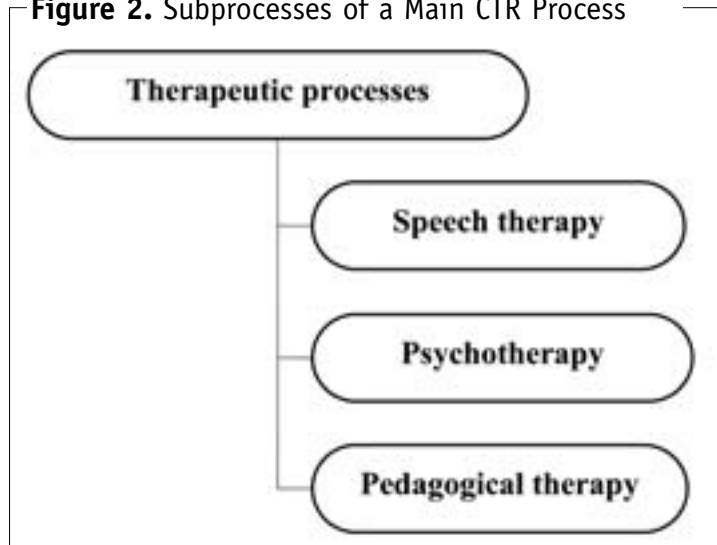 Figure 2. Subprocesses of a Main CTR Process
Therapeutic processes
Speech therapy
Psychotherapy
Pedagogical therapy